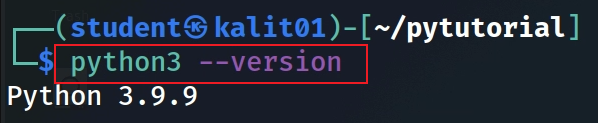 ┌──(student㉿kalit01)-[~/pytutorial]
└─$ python3 --version
Python 3.9.9